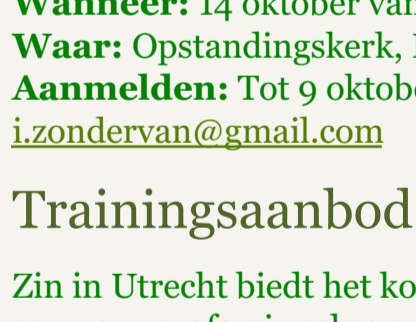 Wanneer: 14 oktober van
Waar: Opstandingskerk,
Aanmelden: Tot 9 oktob
i.zondervan@gmail.com
Trainingsaanbod
Zin in Utrecht biedt het ko